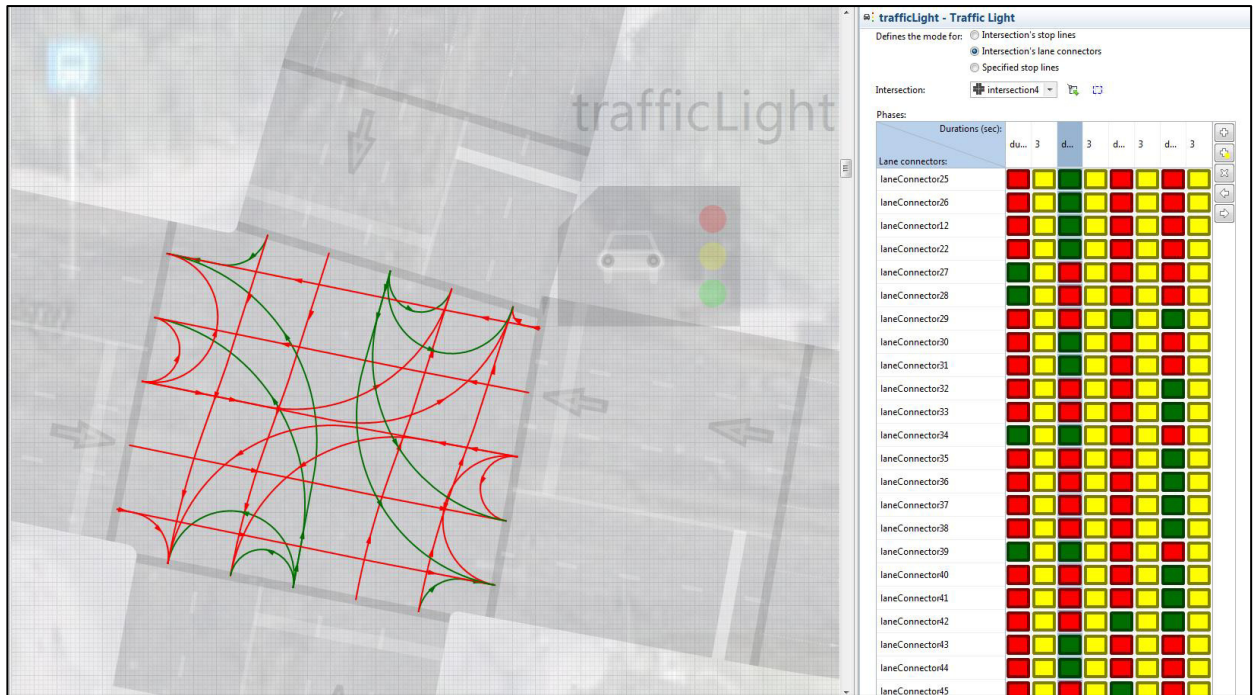 trafficLight
trafficLight - Traffic Light
Defines the mode for:
Intersection's stop lines
Intersection's lane connectors
Specified stop lines
Intersection:
intersection4
Phases:
Durations (sec):
du... 3 d... 3 d... 3 d... 3
Lane connectors:
laneConnector25
laneConnector26
laneConnector12
laneConnector22
laneConnector27
laneConnector28
laneConnector29
laneConnector30
laneConnector31
laneConnector32
laneConnector33
laneConnector34
laneConnector35
laneConnector36
laneConnector37
laneConnector38
laneConnector39
laneConnector40
laneConnector41
laneConnector42
laneConnector43
laneConnector44
laneConnector45